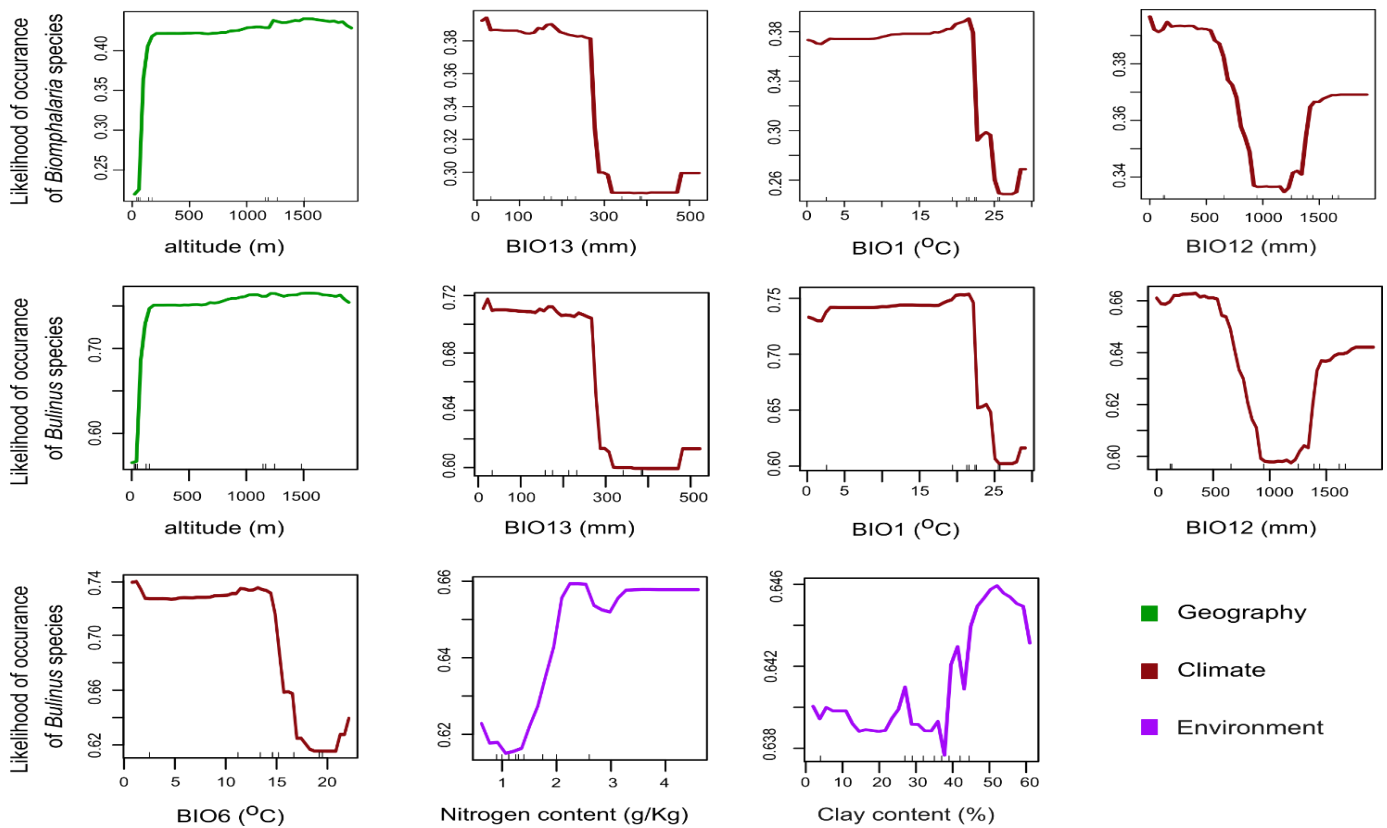 Likelihood of occurance
of Biomphalaria species
0.25 0.30 0.35 0.40
0 500 1000 1500
altitude (m)
0.30 0.32 0.34 0.36 0.38
0 100 300 500
BIO13 (mm)
0.26 0.30 0.34 0.38
0 5 15 25
BIO1 (OC)
0.34 0.36 0.38
0 500 1000 1500
BIO12 (mm)
Likelihood of occurance
of Bulinus species
0.60 0.70
0 500 1000 1500
altitude (m)
0.60 0.64 0.68 0.72
0 100 300 500
BIO13 (mm)
0.60 0.65 0.70 0.75
0 5 15 25
BIO1 (OC)
0.60 0.62 0.64 0.66
0 500 1000 1500
BIO12 (mm)
Likelihood of occurance
of Bulinus species
0.62 0.66 0.70 0.74
0 5 10 15 20
BIO6 (OC)
0.62 0.64 0.66
1 2 3 4
Nitrogen content (g/Kg)
0.638 0.642 0.646
0 10 20 30 40 50 60
Clay content (%)
Geography
Climate
Environment